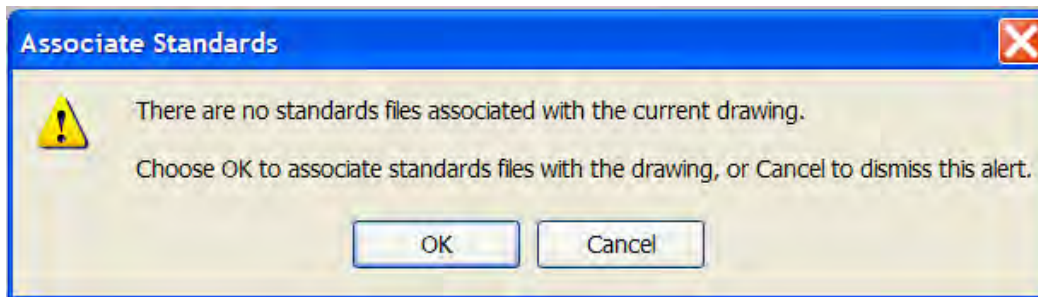 Associate Standards
There are no standards files associated with the current drawing.
Choose OK to associate standards files with the drawing, or Cancel to dismiss this alert.
OK
Cancel